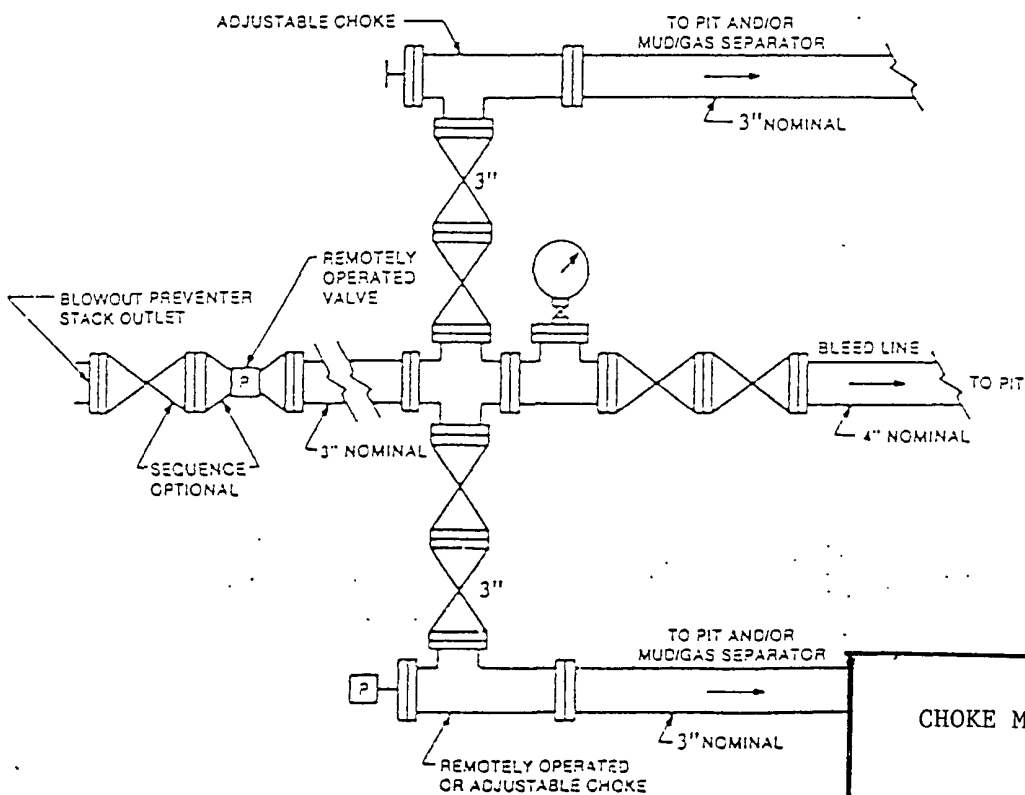 ADJUSTABLE CHOKE
TO PIT AND/OR
MUD/GAS SEPARATOR
3" NOMINAL
3"
REMOTELY
OPERATED
VALVE
BLOWOUT PREVENTER
STACK OUTLET
P
BLEED LINE
TO PIT
3" NOMINAL
4" NOMINAL
SEQUENCE
OPTIONAL
3"
TO PIT AND/OR
MUD/GAS SEPARATOR
P
CHOKE M
3" NOMINAL
REMOTELY OPERATED
OR ADJUSTABLE CHOKE